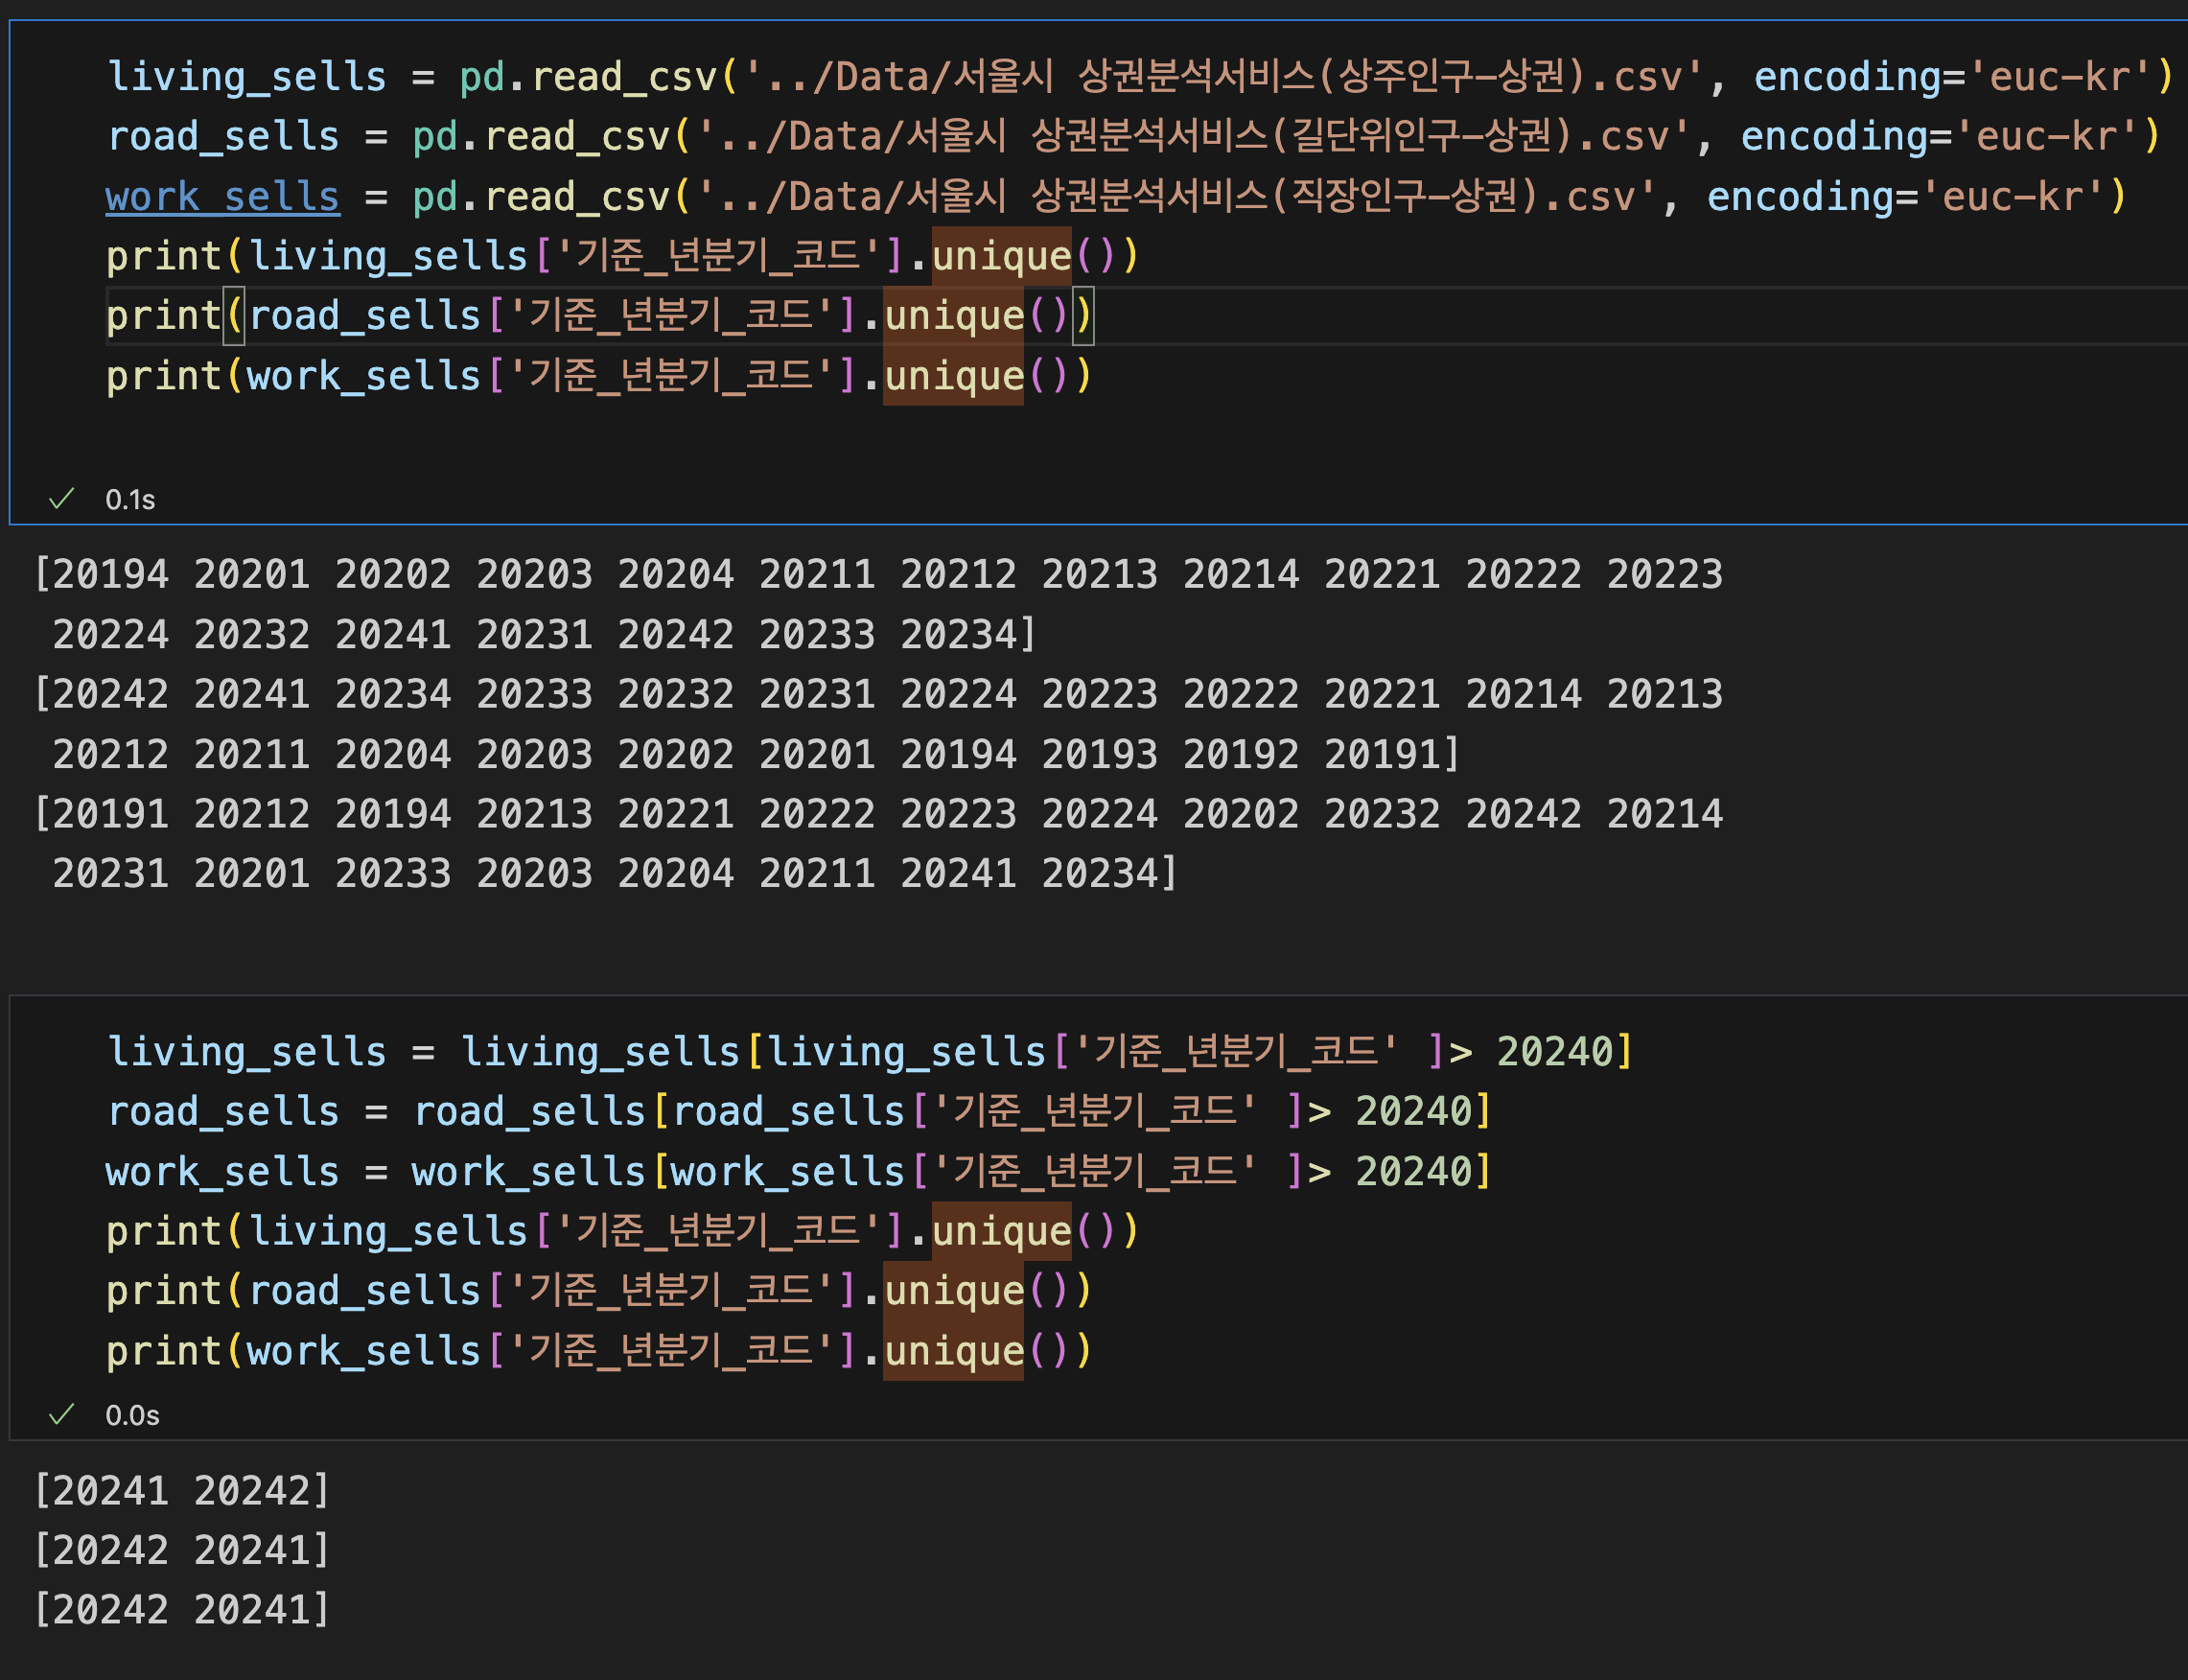 living_sells = pd.read_csv('../Data/서울시 상권분석서비스(상주인구-상권).csv', encoding='euc-kr')
road_sells = pd.read_csv('../Data/서울시 상권분석서비스(길단위인구-상권).csv', encoding='euc-kr')
work_sells = pd.read_csv('../Data/서울시 상권분석서비스(직장인구-상권).csv', encoding='euc-kr')
print(living_sells['기준_년분기_코드'].unique())
print(road_sells['기준_년분기_코드'].unique())
print(work_sells['기준_년분기_코드'].unique())
0.1s
[20194 20201 20202 20203 20204 20211 20212 20213 20214 20221 20222 20223
20224 20232 20241 20231 20242 20233 20234]
[20242 20241 20234 20233 20232 20231 20224 20223 20222 20221 20214 20213
20212 20211 20204 20203 20202 20201 20194 20193 20192 20191]
[20191 20212 20194 20213 20221 20222 20223 20224 20202 20232 20242 20214
20231 20201 20233 20203 20204 20211 20241 20234]
living_sells = living_sells[living_sells['기준_년분기_코드' ]> 20240]
road_sells = road_sells[road_sells['기준_년분기_코드' ]> 20240]
work_sells = work_sells[work_sells['기준_년분기_코드' ]> 20240]
print(living_sells['기준_년분기_코드'].unique())
print(road_sells['기준_년분기_코드'].unique())
print(work_sells['기준_년분기_코드'].unique())
0.0s
[20241 20242]
[20242 20241]
[20242 20241]